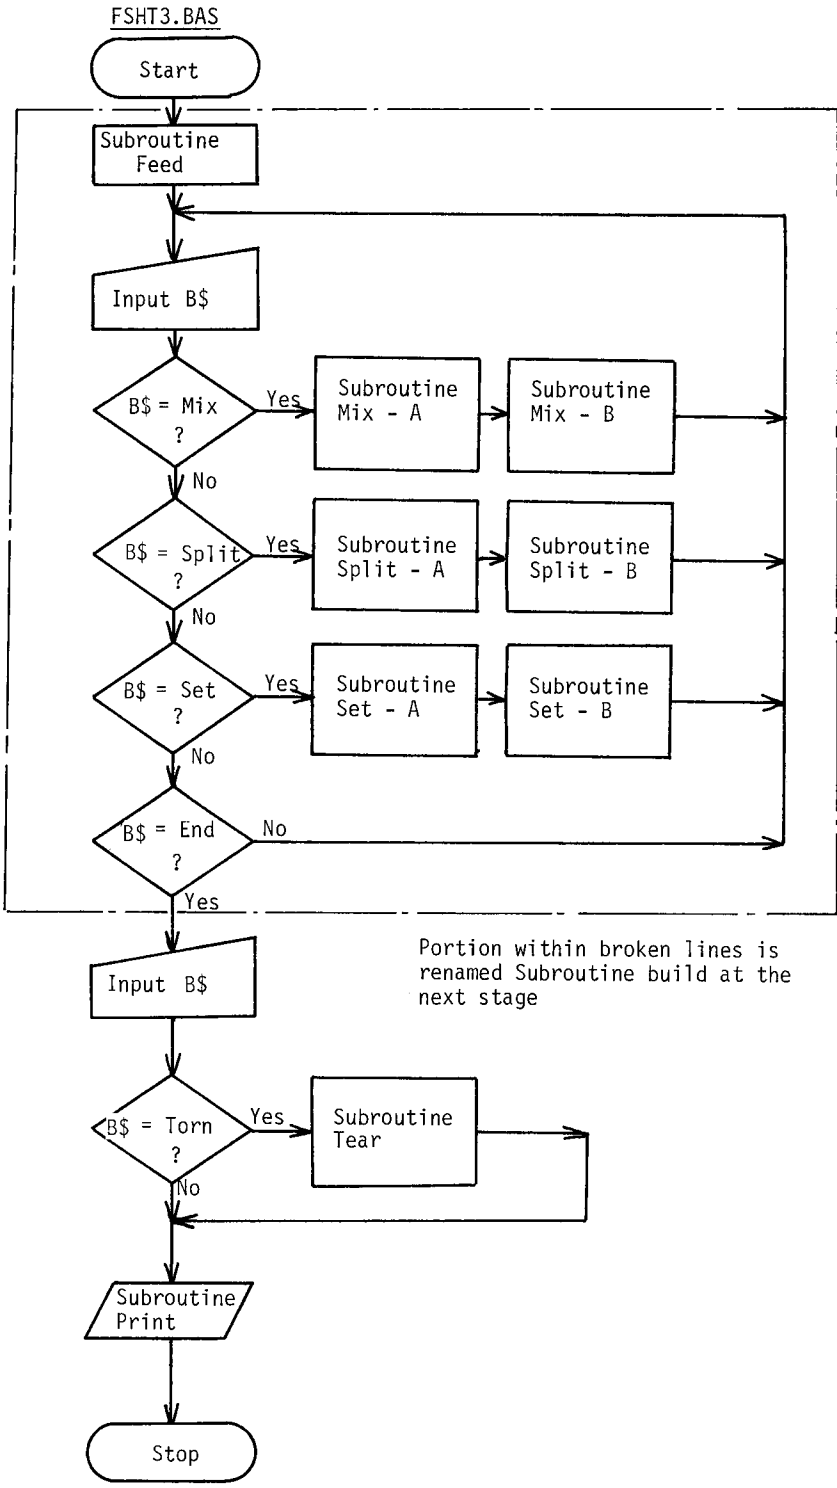 FSHT3.BAS
Start
Subroutine
Feed
Input B$
B$ = Mix
?
Yes
Subroutine
Mix - A
Subroutine
Mix - B
No
B$ = Split
?
Yes
Subroutine
Split - A
Subroutine
Split - B
No
B$ = Set
?
Yes
Subroutine
Set - A
Subroutine
Set - B
No
B$ = End
?
No
Yes
Portion within broken lines is
renamed Subroutine build at the
next stage
Input B$
B$ = Torn
?
Yes
Subroutine
Tear
No
Subroutine
Print
Stop